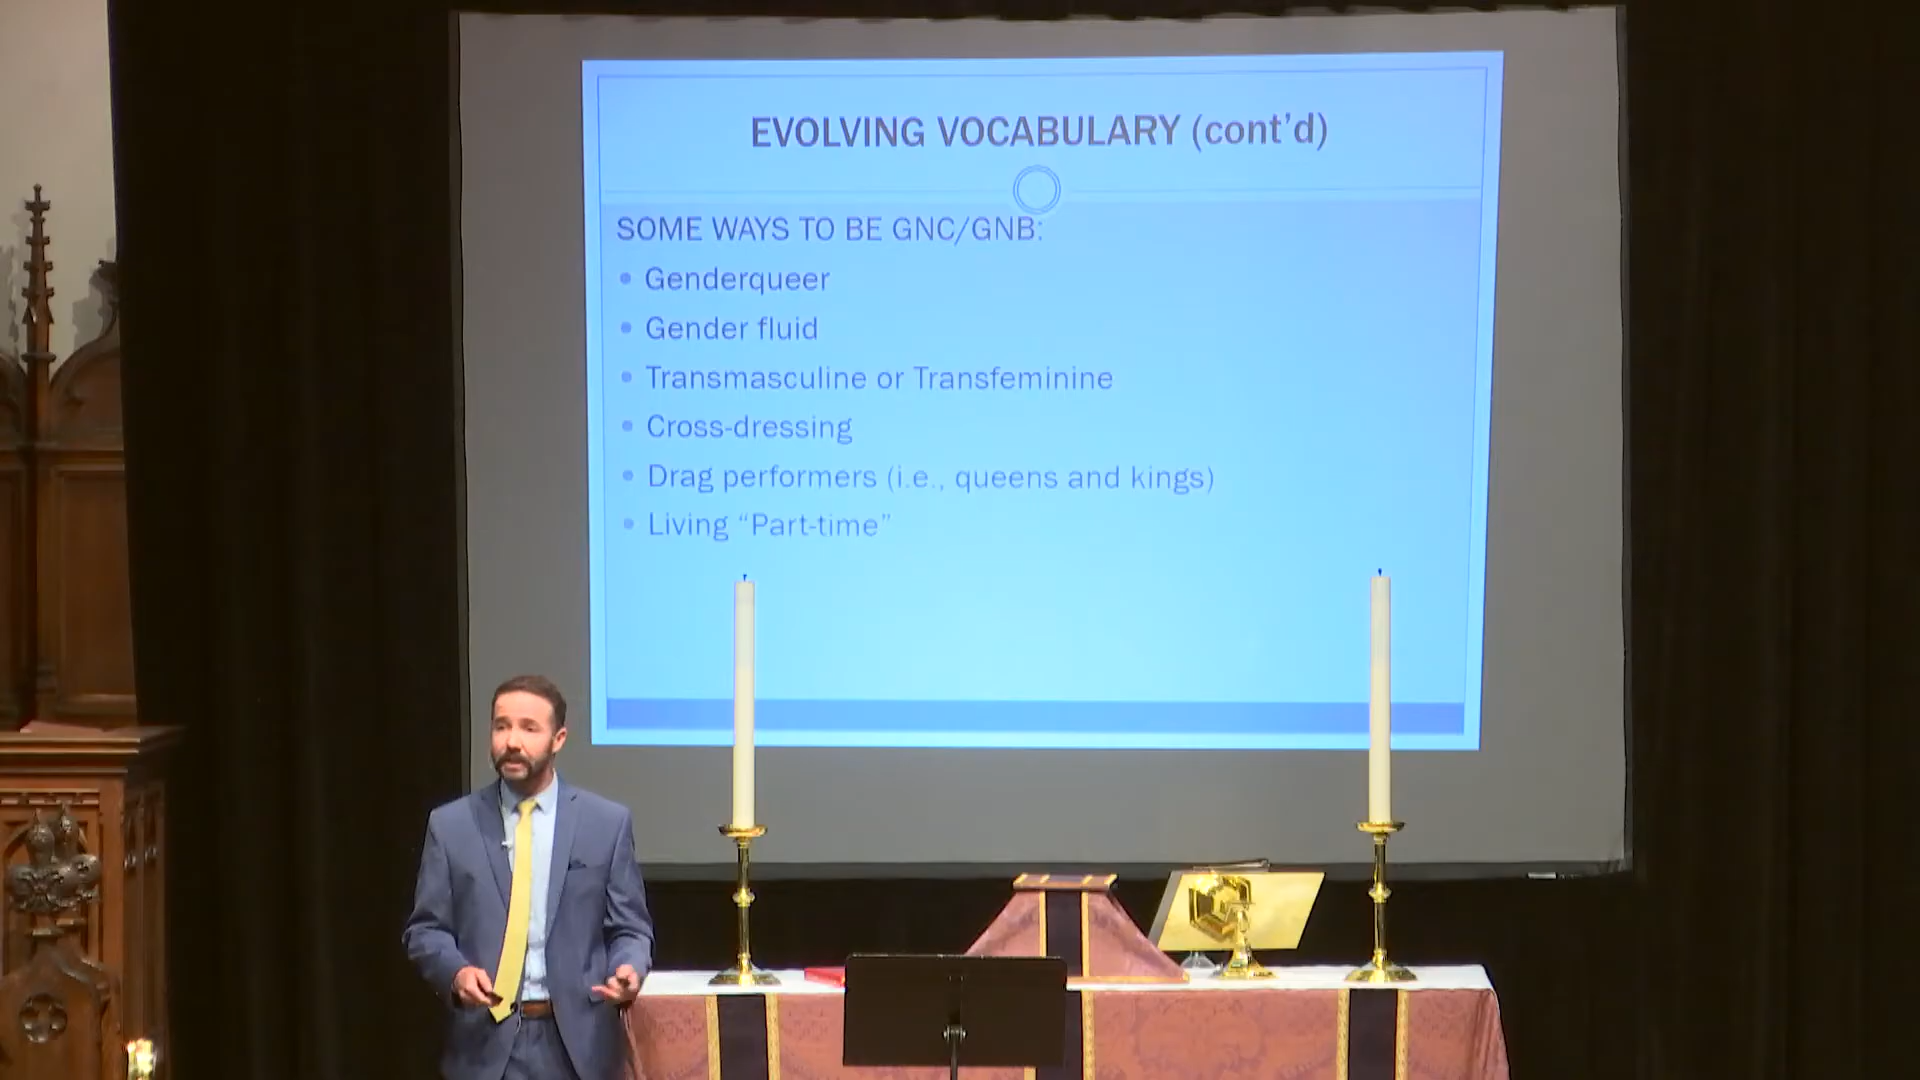 EVOLVING VOCABULARY (cont'd)
SOME WAYS TO BE GNC/GNB:
• Genderqueer
• Gender fluid
• Transmasculine or Transfeminine
• Cross-dressing
• Drag performers (i.e., queens and kings)
• Living “Part-time”